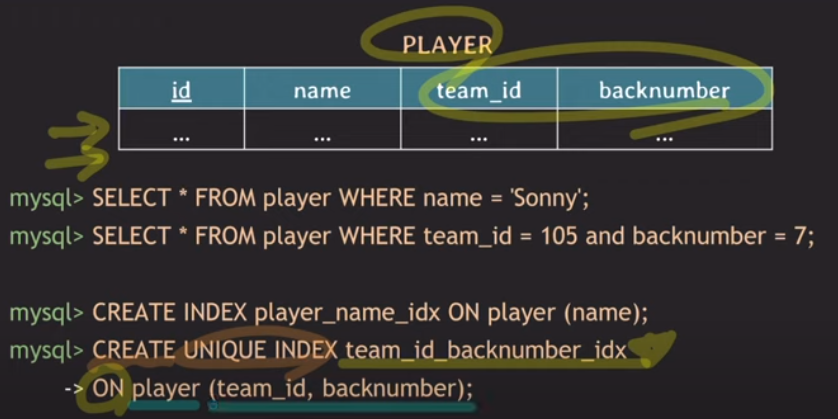 PLAYER
id name team_id backnumber
... ... ... ...
mysql> SELECT * FROM player WHERE name = 'Sonny';
mysql> SELECT * FROM player WHERE team_id = 105 and backnumber = 7;
mysql> CREATE INDEX player_name_idx ON player (name);
mysql> CREATE UNIQUE INDEX team_id_backnumber_idx
-> ON player (team_id, backnumber);